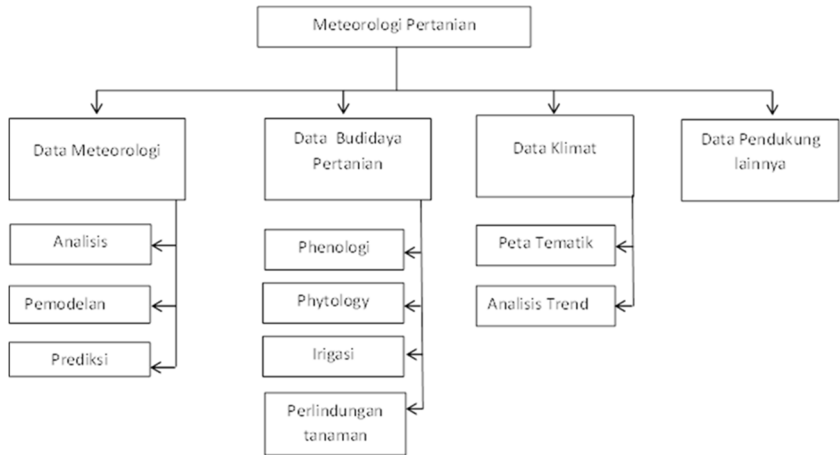 Meteorologi Pertanian
Data Meteorologi
Analisis
Pemodelan
Prediksi
Data Budidaya
Pertanian
Phenologi
Phytology
Irigasi
Perlindungan
tanaman
Data Klimat
Peta Tematik
Analisis Trend
Data Pendukung
lainnya